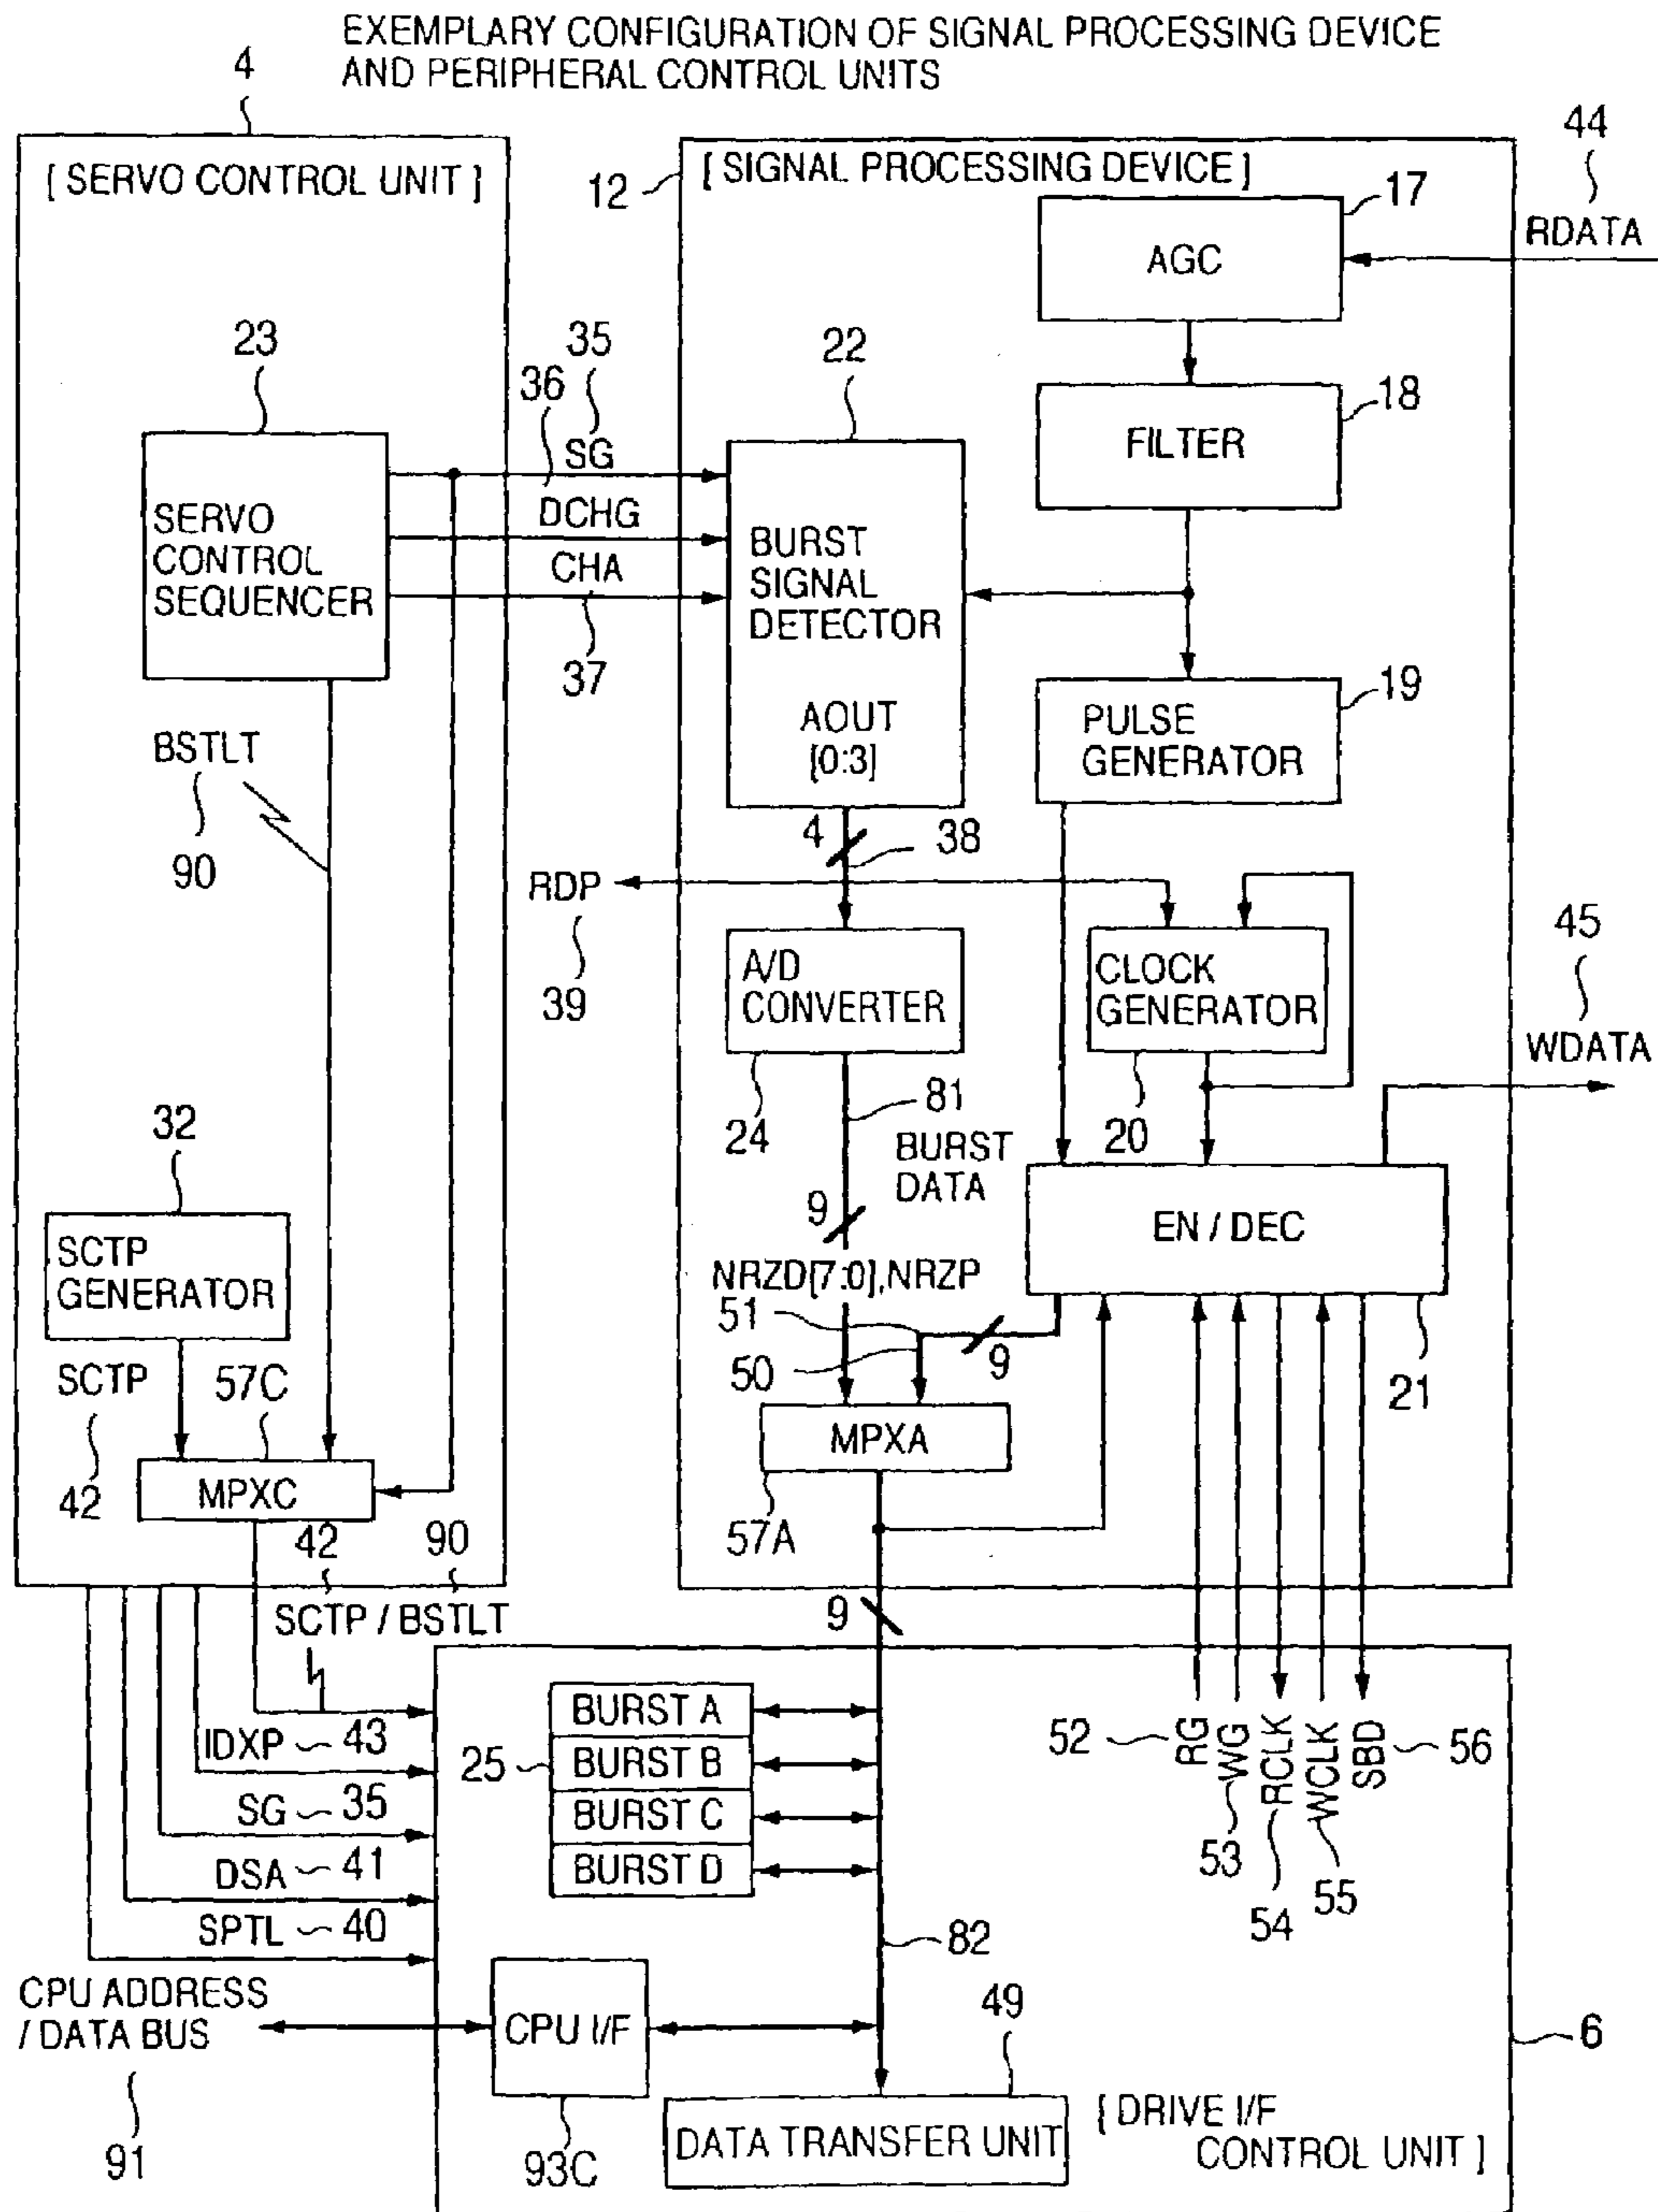 EXEMPLARY CONFIGURATION OF SIGNAL PROCESSING DEVICE
AND PERIPHERAL CONTROL UNITS
4
[ SERVO CONTROL UNIT ]
23
SERVO
CONTROL
SEQUENCER
BSTLT
90
32
SCTP
GENERATOR
SCTP
42
57C
MPXC
35
36
SG
DCHG
CHA
37
12
[ SIGNAL PROCESSING DEVICE ]
17
AGC
44
RDATA
18
FILTER
22
BURST
SIGNAL
DETECTOR
AOUT
[0:3]
19
PULSE
GENERATOR
4
38
RDP
39
A/D
CONVERTER
24
CLOCK
GENERATOR
20
45
WDATA
81
BURST
DATA
9
EN / DEC
21
NRZD[7:0],NRZP
51
50
9
MPXA
57A
9
42
90
SCTP / BSTLT
IDXP
43
SG
35
DSA
41
SPTL
40
CPU ADDRESS
/ DATA BUS
91
25
BURST A
BURST B
BURST C
BURST D
52
RG
WG
RCLK
WCLK
SBD
56
53
54
55
82
CPU I/F
93C
49
DATA TRANSFER UNIT
6
[ DRIVE I/F
CONTROL UNIT ]